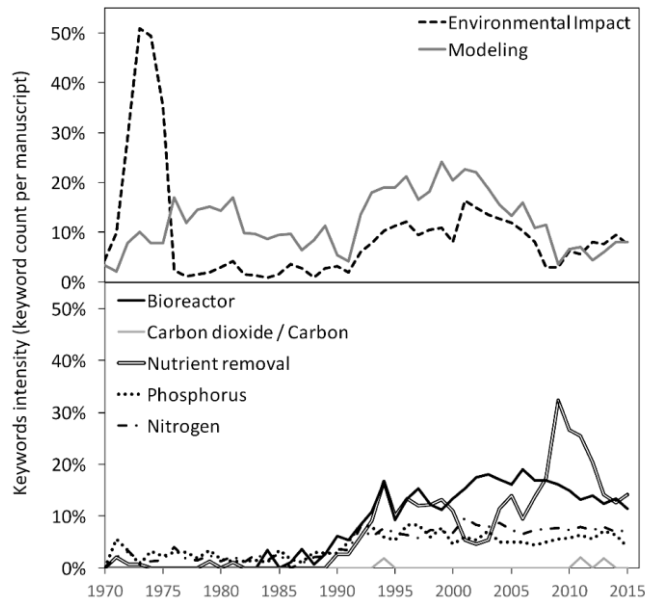 50%
40%
30%
20%
10%
0%
Environmental Impact
Modeling
Keywords intensity (keyword count per manuscript)
50%
40%
30%
20%
10%
0%
Bioreactor
Carbon dioxide / Carbon
Nutrient removal
Phosphorus
Nitrogen
1970 1975 1980 1985 1990 1995 2000 2005 2010 2015